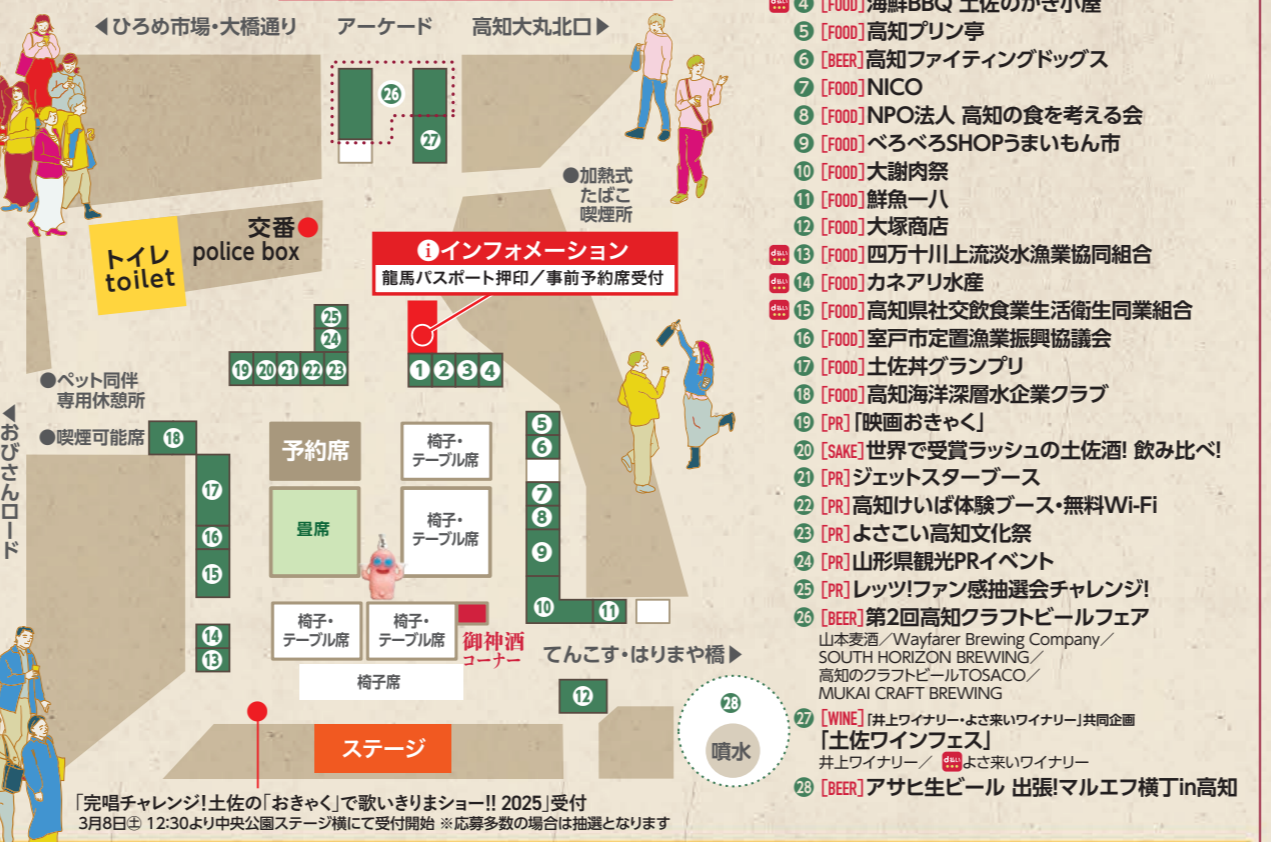 ◀ひろめ市場・大橋通り
アーケード
高知大丸北口▶
26
27
●加熱式
たばこ
喫煙所
トイレ
toilet
交番
police box
iインフォメーション
龍馬パスポート押印／事前予約席受付
25
24
19 20 21 22 23
1 2 3 4
●ペット同伴
専用休憩所
●喫煙可能席
18
◀おびさんロード
17
16
15
14
13
予約席
椅子・
テーブル席
畳席
椅子・
テーブル席
椅子・
テーブル席
椅子・
テーブル席
御神酒
コーナー
椅子席
5
6
7
8
9
10
11
てんこす・はりまや橋▶
12
28
噴水
ステージ
「完唱チャレンジ！土佐の「おきゃく」で歌いきりまショー!! 2025」受付
3月8日㊏ 12:30より中央公園ステージ横にて受付開始 ※応募多数の場合は抽選となります
d払い 4 [FOOD]海鮮BBQ 土佐のかき小屋
5 [FOOD]高知プリン亭
6 [BEER]高知ファイティングドッグス
7 [FOOD]NICO
8 [FOOD]NPO法人 高知の食を考える会
9 [FOOD]べろべろSHOPうまいもん市
10 [FOOD]大謝肉祭
11 [FOOD]鮮魚一八
12 [FOOD]大塚商店
d払い 13 [FOOD]四万十川上流淡水漁業協同組合
d払い 14 [FOOD]カネアリ水産
d払い 15 [FOOD]高知県社交飲食業生活衛生同業組合
16 [FOOD]室戸市定置漁業振興協議会
17 [FOOD]土佐丼グランプリ
18 [FOOD]高知海洋深層水企業クラブ
19 [PR]「映画おきゃく」
20 [SAKE]世界で受賞ラッシュの土佐酒！飲み比べ！
21 [PR]ジェットスターブース
22 [PR]高知けいば体験ブース・無料Wi-Fi
23 [PR]よさこい高知文化祭
24 [PR]山形県観光PRイベント
25 [PR]レッツ！ファン感抽選会チャレンジ！
26 [BEER]第2回高知クラフトビールフェア
山本麦酒／Wayfarer Brewing Company／
SOUTH HORIZON BREWING／
高知のクラフトビールTOSACO／
MUKAI CRAFT BREWING
27 [WINE]「井上ワイナリー・よさ来いワイナリー」共同企画
「土佐ワインフェス」
井上ワイナリー／ d払い よさ来いワイナリー
28 [BEER]アサヒ生ビール 出張！マルエフ横丁in高知